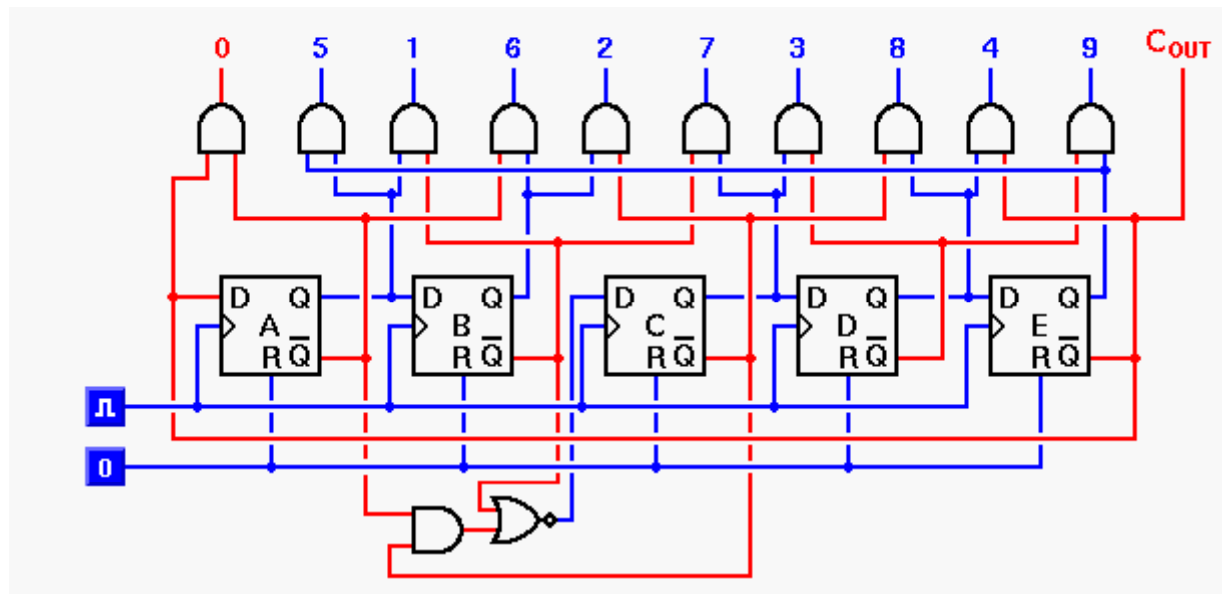 0 5 1 6 2 7 3 8 4 9 COUT
D Q D Q D Q D Q D Q
A B C D E
R Q̅ R Q̅ R Q̅ R Q̅ R Q̅
0